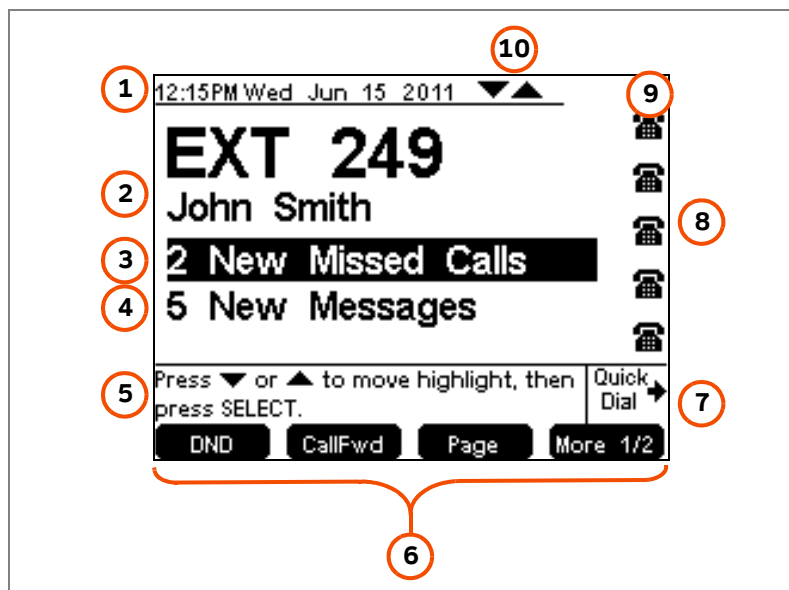 10
1 12:15PM Wed Jun 15 2011 ▼▲ 9
EXT 249
2 John Smith 8
3 2 New Missed Calls
4 5 New Messages
5 Press ▼ or ▲ to move highlight, then
press SELECT.
Quick
Dial
7
DND CallFwd Page More 1/2
6